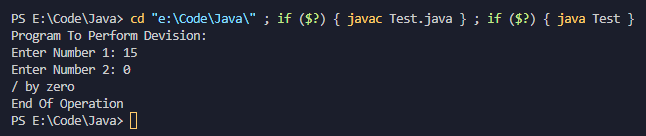 PS E:\Code\Java> cd "e:\Code\Java\" ; if ($?) { javac Test.java } ; if ($?) { java Test }
Program To Perform Devision:
Enter Number 1: 15
Enter Number 2: 0
/ by zero
End Of Operation
PS E:\Code\Java>